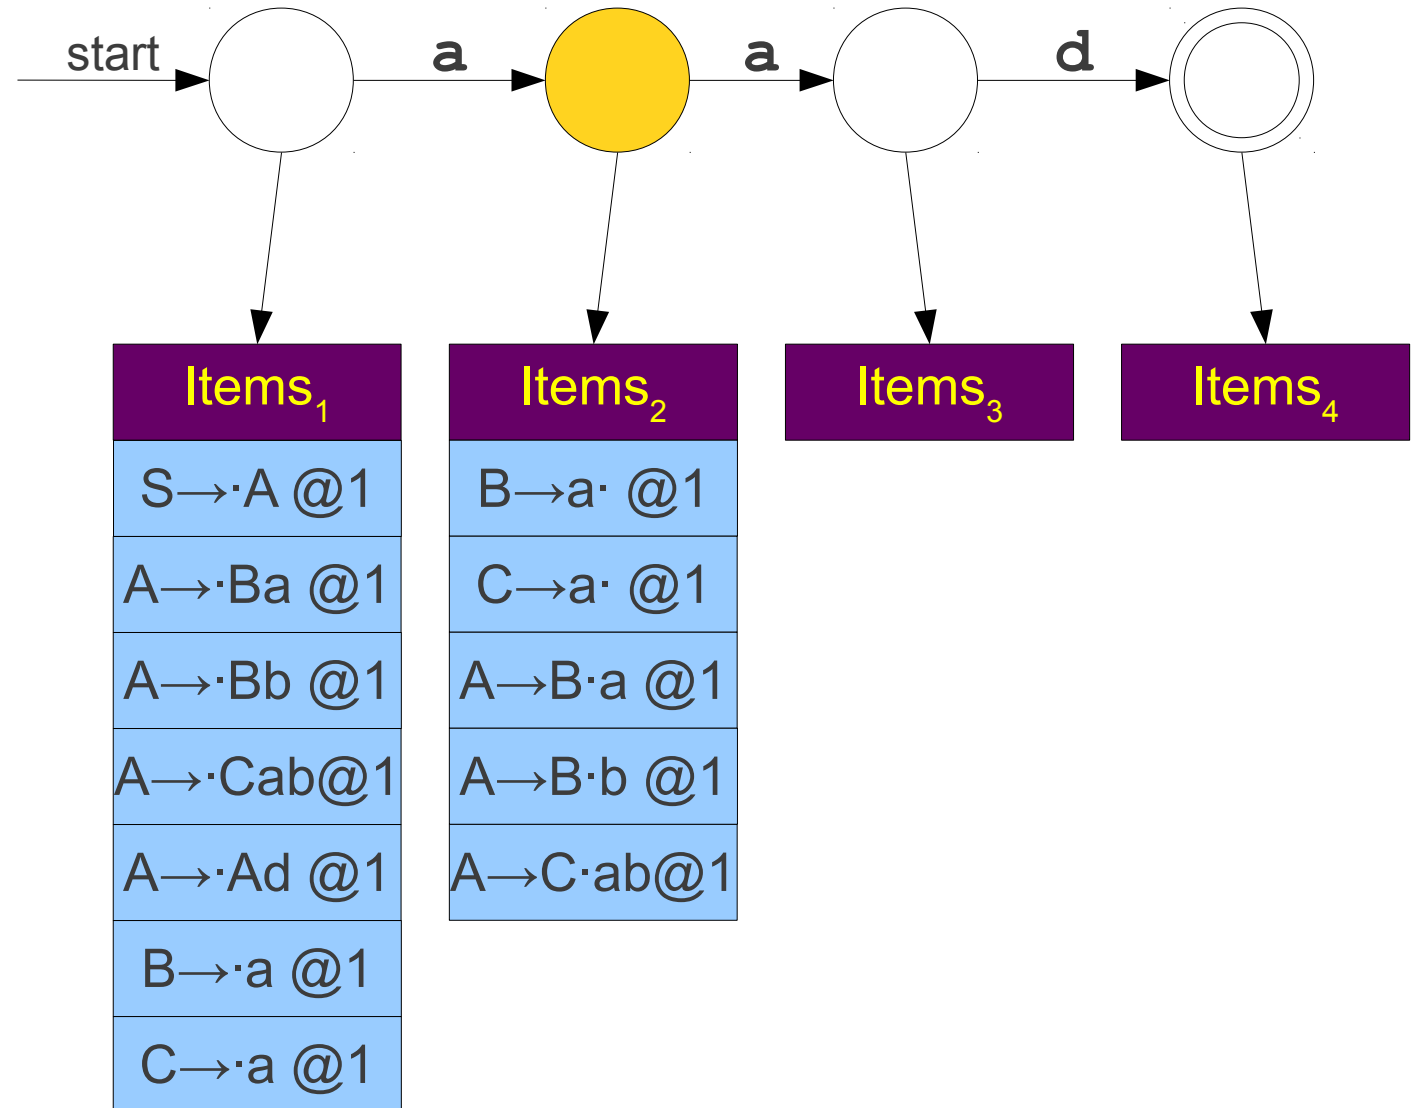 start a a d
Items₁ Items₂ Items₃ Items₄
S→·A @1 B→a· @1
A→·Ba @1 C→a· @1
A→·Bb @1 A→B·a @1
A→·Cab@1 A→B·b @1
A→·Ad @1 A→C·ab@1
B→·a @1
C→·a @1